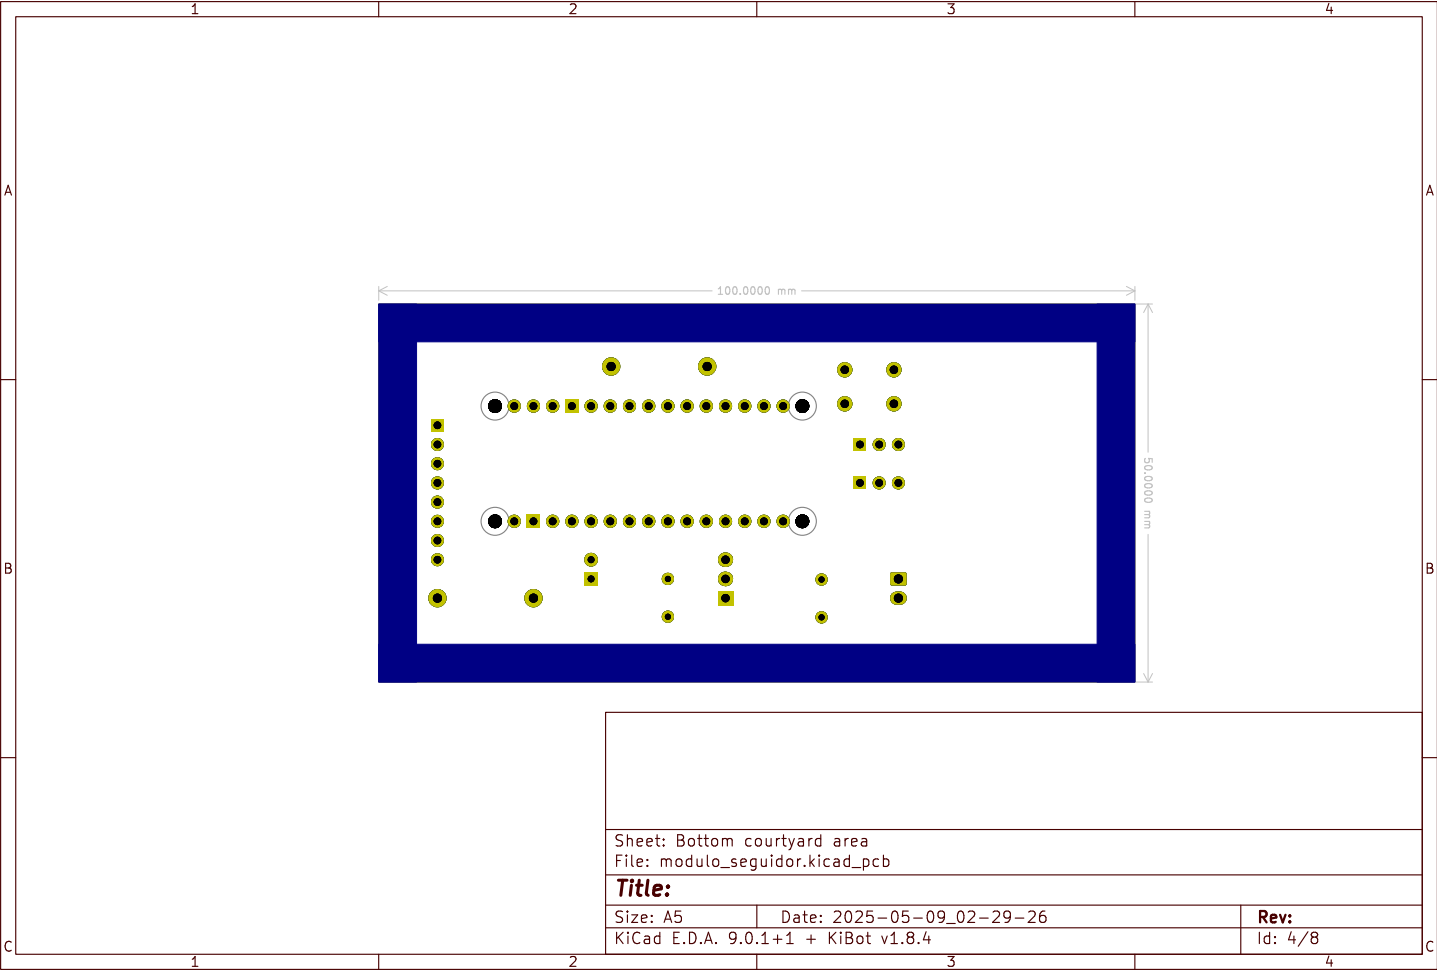 1 2 3 4
A A
100.0000 mm
50.0000 mm
B B
Sheet: Bottom courtyard area
File: modulo_seguidor.kicad_pcb
Title:
Size: A5 Date: 2025-05-09_02-29-26 Rev:
KiCad E.D.A. 9.0.1+1 + KiBot v1.8.4 Id: 4/8
C C
1 2 3 4